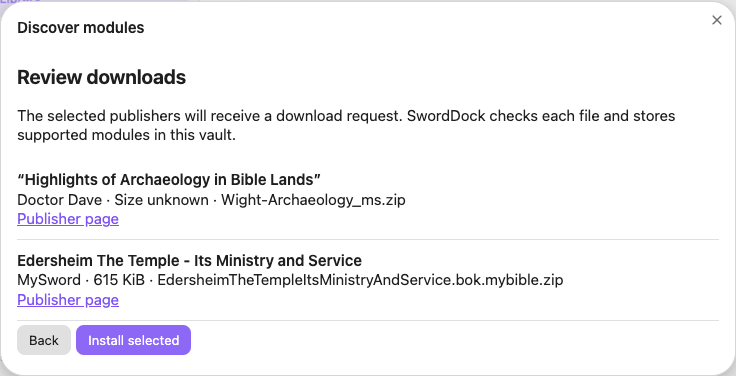 Discover modules
Review downloads
The selected publishers will receive a download request. SwordDock checks each file and stores
supported modules in this vault.
“Highlights of Archaeology in Bible Lands”
Doctor Dave · Size unknown · Wight-Archaeology_ms.zip
Publisher page
Edersheim The Temple - Its Ministry and Service
MySword · 615 KiB · EdersheimTheTempleItsMinistryAndService.bok.mybible.zip
Publisher page
Back
Install selected